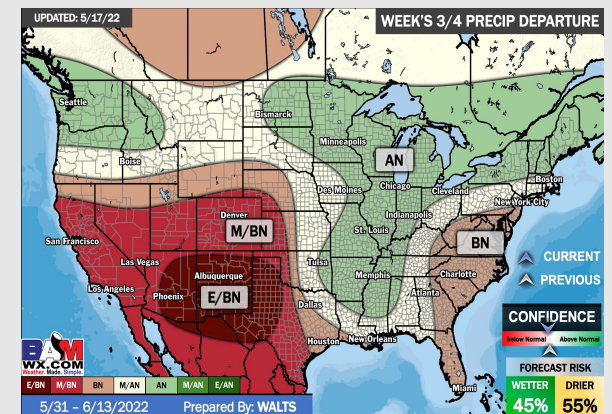 UPDATED: 5/17/22
WEEK'S 3/4 PRECIP DEPARTURE
Seattle
Bismarck
Minneapolis
Boise
AN
Boston
Des Moines
Chicago
Cleveland
New York City
Denver
Indianapolis
M/BN
San Francisco
St. Louis
BN
Las Vegas
Tulsa
CURRENT
Albuquerque
Memphis
Charlotte
PREVIOUS
Los Angeles
Phoenix
E/BN
Atlanta
Dallas
CONFIDENCE
Houston
New Orleans
Below Normal
Above Normal
BAM
WX.COM
Weather. Made. Simple.
FORECAST RISK
E/BN M/BN BN M/AN AN M/AN E/AN
Miami
WETTER
DRIER
5/31 – 6/13/2022
Prepared By: WALTS
45%
55%